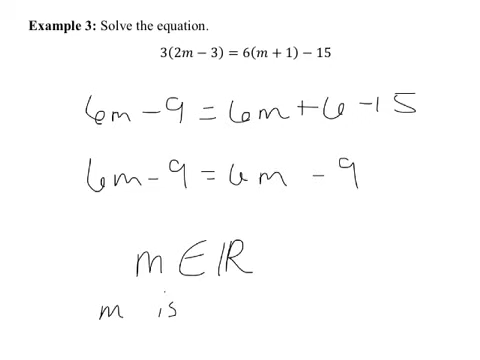 Example 3: Solve the equation.
3(2m − 3) = 6(m + 1) − 15
6m − 9 = 6m + 6 − 15
6m − 9 = 6m − 9
m ∈ ℝ
m is